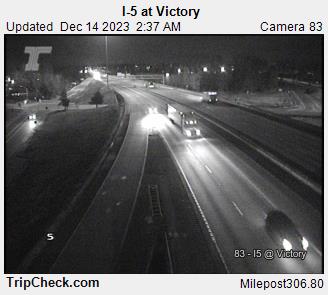 I-5 at Victory
Updated Dec 14 2023 2:37 AM Camera 83
T
S
83 - I5 @ Victory
TripCheck.com Milepost306.80